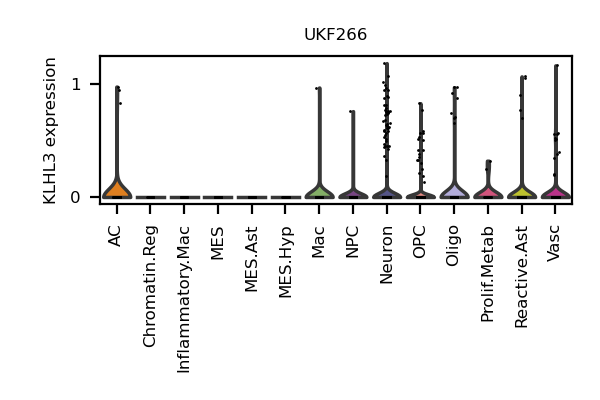 UKF266
KLHL3 expression
1
0
AC
Chromatin.Reg
Inflammatory.Mac
MES
MES.Ast
MES.Hyp
Mac
NPC
Neuron
OPC
Oligo
Prolif.Metab
Reactive.Ast
Vasc